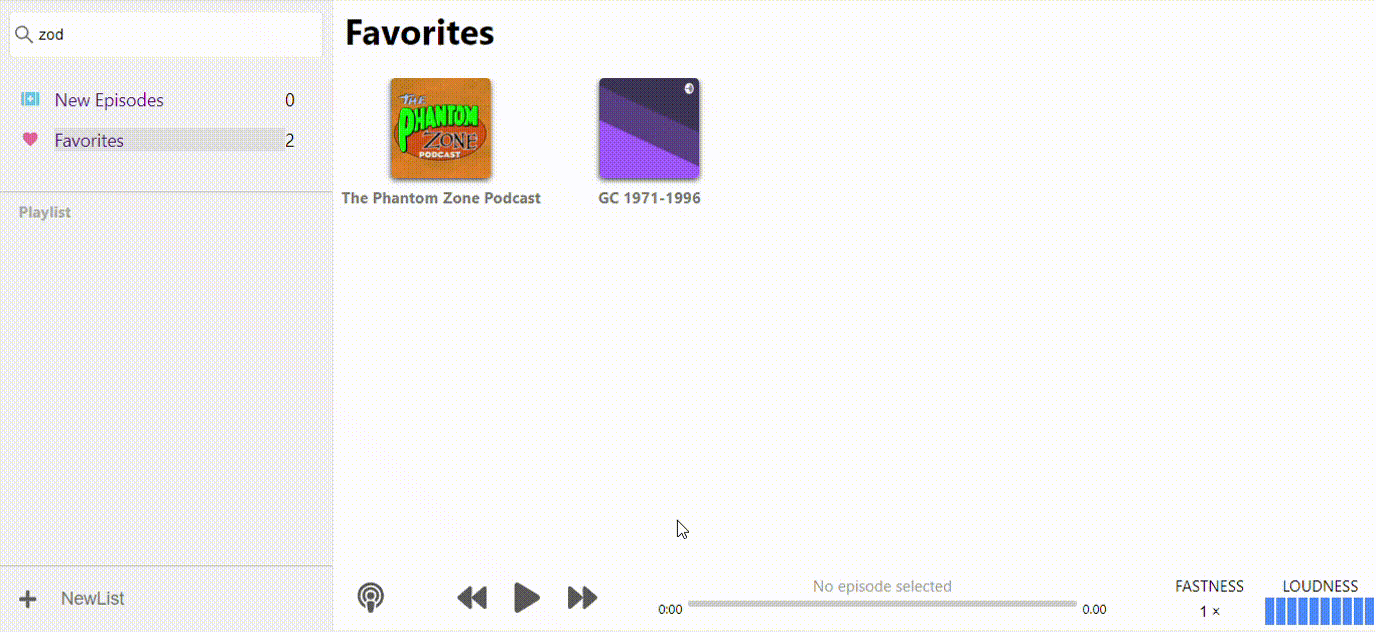 zod
New Episodes 0
Favorites 2
Playlist
NewList
Favorites
THE
PHANTOM
ZONE
PODCAST
The Phantom Zone Podcast
GC 1971-1996
No episode selected
0:00
0.00
FASTNESS
1 ×
LOUDNESS